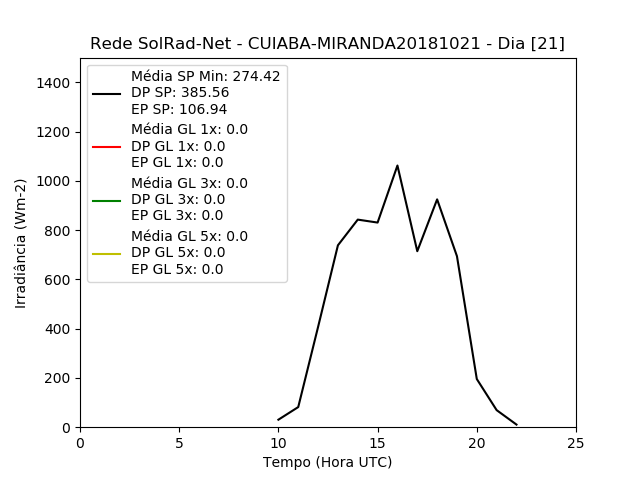 Rede SolRad-Net - CUIABA-MIRANDA20181021 - Dia [21]
Média SP Min: 274.42
DP SP: 385.56
EP SP: 106.94
Média GL 1x: 0.0
DP GL 1x: 0.0
EP GL 1x: 0.0
Média GL 3x: 0.0
DP GL 3x: 0.0
EP GL 3x: 0.0
Média GL 5x: 0.0
DP GL 5x: 0.0
EP GL 5x: 0.0
Irradiância (Wm-2)
1400
1200
1000
800
600
400
200
0
0 5 10 15 20 25
Tempo (Hora UTC)